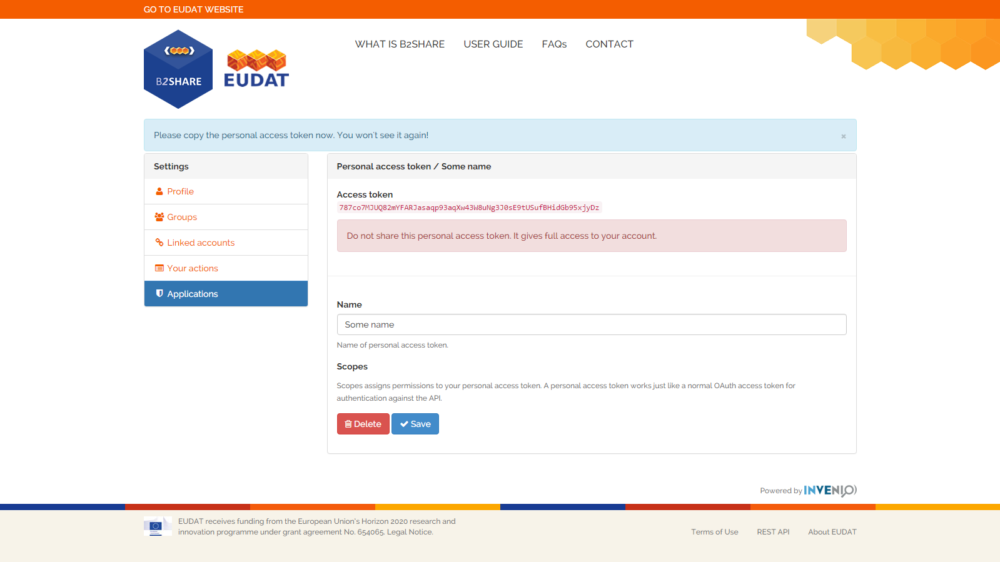 GO TO EUDAT WEBSITE
B2SHARE
EUDAT
WHAT IS B2SHARE
USER GUIDE
FAQs
CONTACT
Please copy the personal access token now. You won't see it again!
×
Settings
Profile
Groups
Linked accounts
Your actions
Applications
Personal access token / Some name
Access token
787co7MJUQ82mYFARJasaqp93aqXw43W8uNg3J0sE9tUSufBHidGb95xjyDz
Do not share this personal access token. It gives full access to your account.
Name
Some name
Name of personal access token.
Scopes
Scopes assigns permissions to your personal access token. A personal access token works just like a normal OAuth access token for
authentication against the API.
Delete
Save
Powered by INVENIO
EUDAT receives funding from the European Union's Horizon 2020 research and
innovation programme under grant agreement No. 654065. Legal Notice.
Terms of Use
REST API
About EUDAT